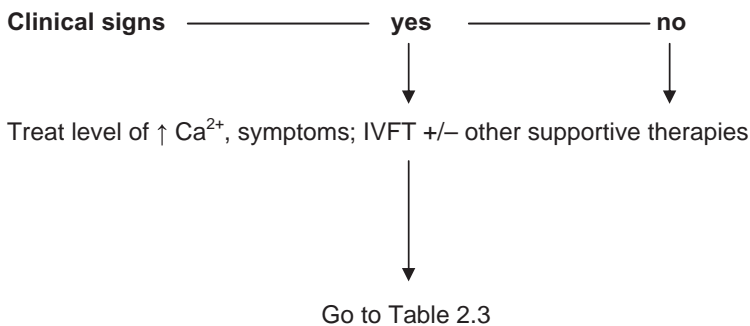 Clinical signs yes no
Treat level of ↑ Ca²⁺, symptoms; IVFT +/– other supportive therapies
Go to Table 2.3